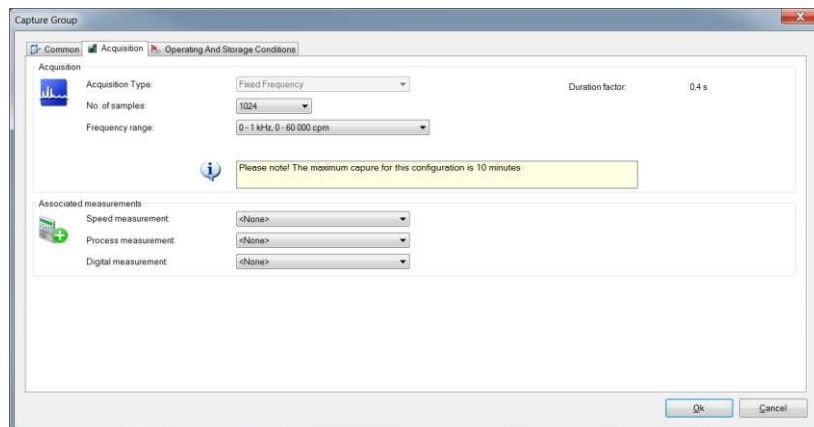 Capture Group
Common Acquisition Operating And Storage Conditions
Acquisition
Acquisition Type: Fixed Frequency Duration factor: 0,4 s
No. of samples: 1024
Frequency range: 0 - 1 kHz, 0 - 60 000 cpm
Please note! The maximum capure for this configuration is 10 minutes
Associated measurements
Speed measurement <None>
Process measurement <None>
Digital measurement <None>
Ok Cancel